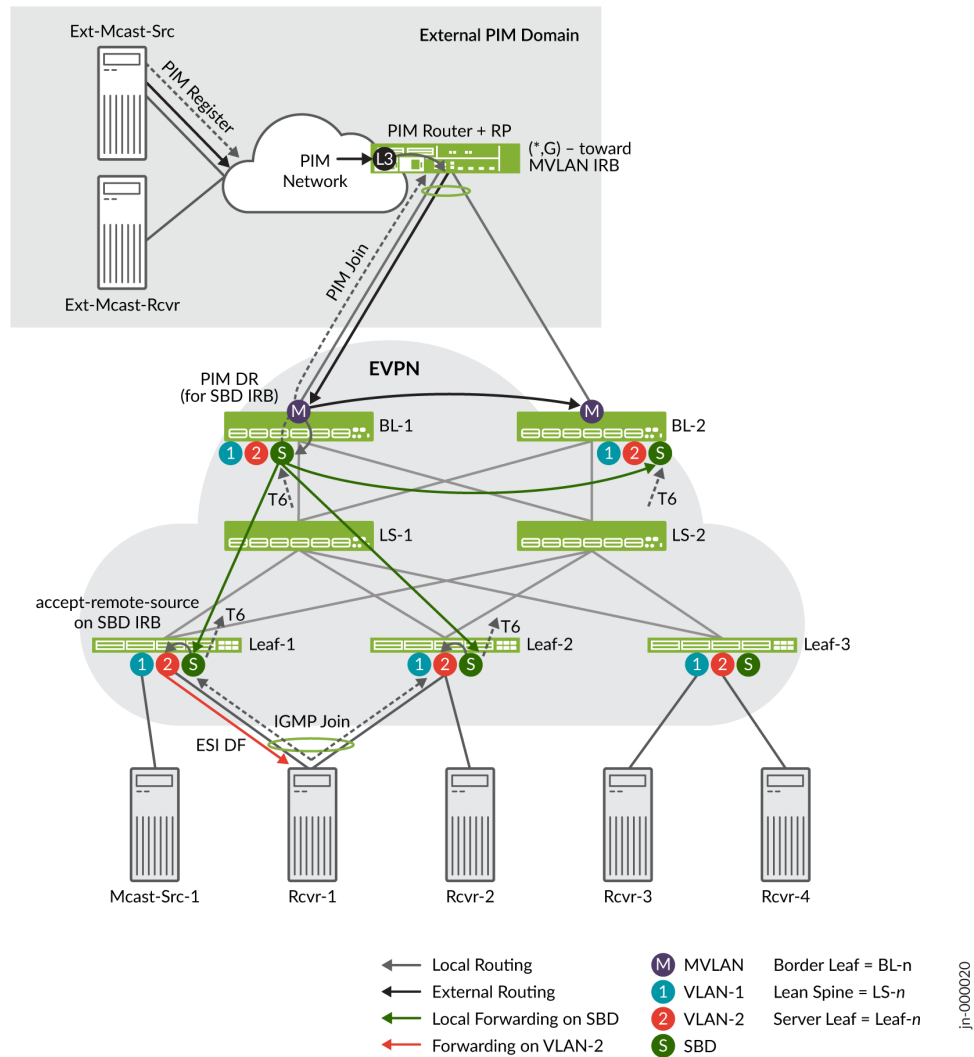 Ext-Mcast-Src
External PIM Domain
PIM Register
PIM Router + RP
PIM
Network
L3
(*,G) – toward
MVLAN IRB
Ext-Mcast-Rcvr
PIM Join
EVPN
PIM DR
(for SBD IRB)
M
M
BL-1
BL-2
1
2
S
1
2
S
T6
T6
LS-1
LS-2
accept-remote-source
on SBD IRB
T6
T6
Leaf-1
Leaf-2
Leaf-3
1
2
S
1
2
S
1
2
S
IGMP Join
ESI DF
Mcast-Src-1
Rcvr-1
Rcvr-2
Rcvr-3
Rcvr-4
Local Routing
M MVLAN
Border Leaf = BL-n
External Routing
1 VLAN-1
Lean Spine = LS-n
Local Forwarding on SBD
2 VLAN-2
Server Leaf = Leaf-n
Forwarding on VLAN-2
S SBD
jn-000020